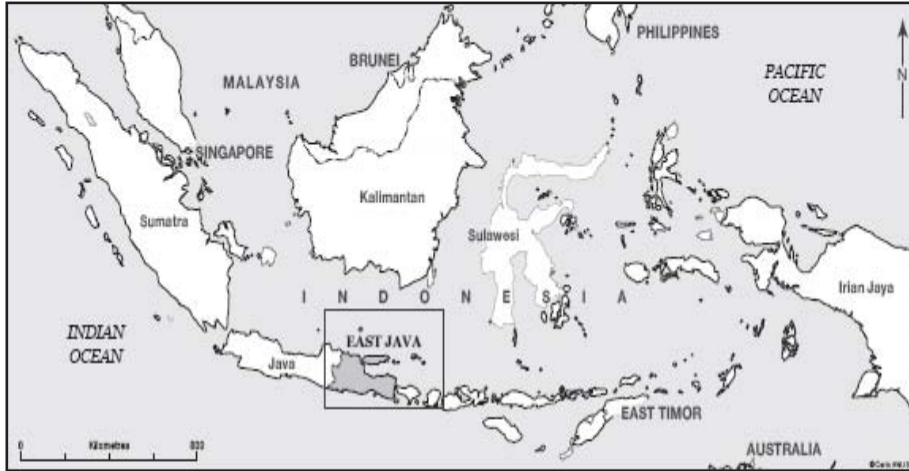 PHILIPPINES
BRUNEI
PACIFIC
OCEAN
N
MALAYSIA
SINGAPORE
Kalimantan
Sumatra
Sulawesi
Irian Jaya
I N D O N E S I A
INDIAN
OCEAN
EAST JAVA
Java
EAST TIMOR
Kilometres
0 800
AUSTRALIA